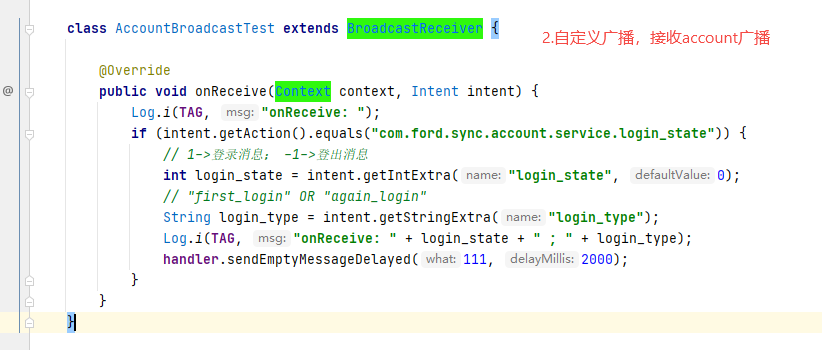 class AccountBroadcastTest extends BroadcastReceiver {
2.自定义广播，接收account广播
@Override
@
public void onReceive(Context context, Intent intent) {
Log.i(TAG, msg: "onReceive: ");
if (intent.getAction().equals("com.ford.sync.account.service.login_state")) {
// 1->登录消息； -1->登出消息
int login_state = intent.getIntExtra( name: "login_state", defaultValue: 0);
// "first_login" OR "again_login"
String login_type = intent.getStringExtra( name: "login_type");
Log.i(TAG, msg: "onReceive: " + login_state + " ; " + login_type);
handler.sendEmptyMessageDelayed( what: 111, delayMillis: 2000);
}
}
}